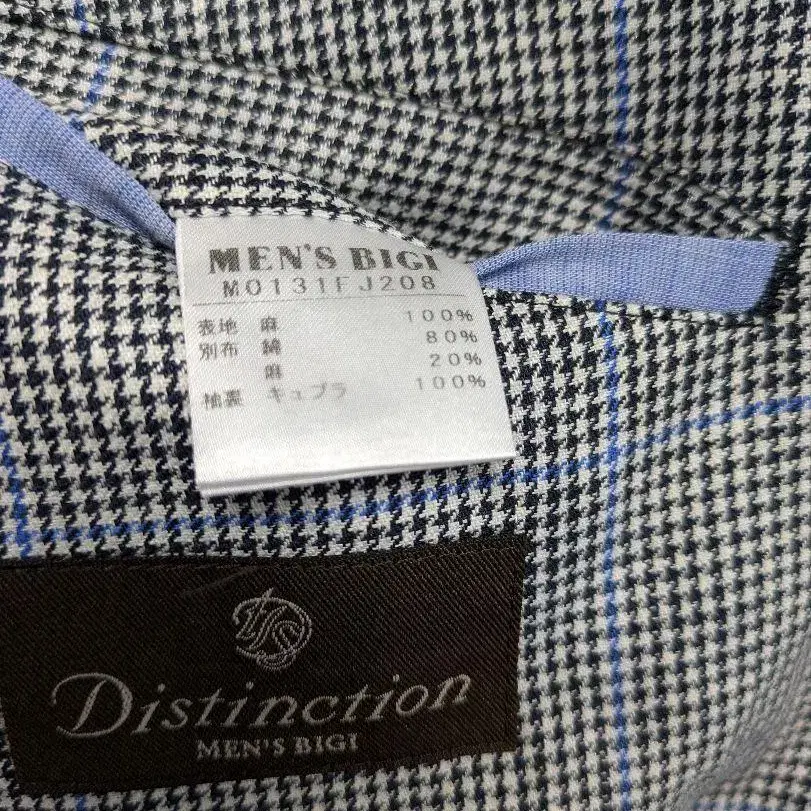 MEN'S BIGI
M0131FJ208
表地 麻 100%
別布 綿 80%
麻 20%
袖裏 キュプラ 100%
Distinction
MEN'S BIGI